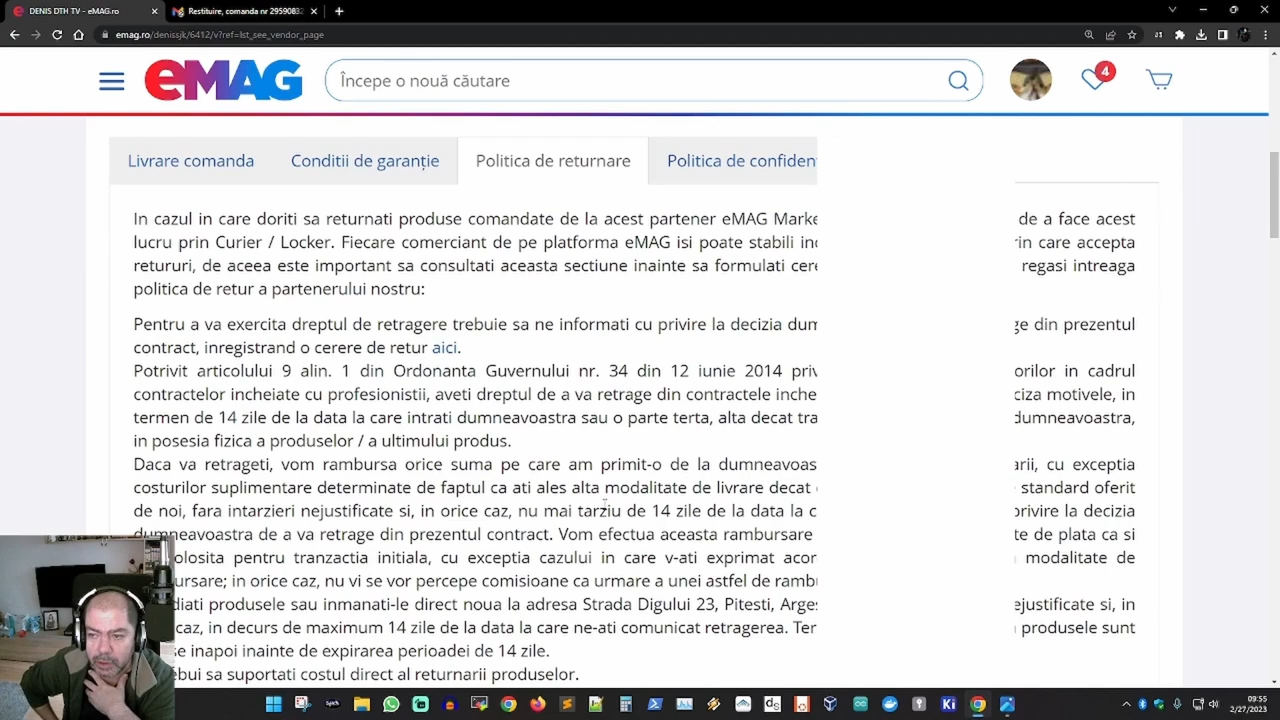 DENIS DTH TV - eMAG.ro
Restituire, comanda nr 29590832
emag.ro/denissjk/6412/v?ref=lst_see_vendor_page
eMAG
Începe o nouă căutare
4
Livrare comanda
Conditii de garanție
Politica de returnare
Politica de confiden
In cazul in care doriti sa returnati produse comandate de la acest partener eMAG Marke de a face acest
lucru prin Curier / Locker. Fiecare comerciant de pe platforma eMAG isi poate stabili in rin care accepta
retururi, de aceea este important sa consultati aceasta sectiune inainte sa formulati cere regasi intreaga
politica de retur a partenerului nostru:
Pentru a va exercita dreptul de retragere trebuie sa ne informati cu privire la decizia dum ge din prezentul
contract, inregistrand o cerere de retur aici.
Potrivit articolului 9 alin. 1 din Ordonanta Guvernului nr. 34 din 12 iunie 2014 priv orilor in cadrul
contractelor incheiate cu profesionistii, aveti dreptul de a va retrage din contractele inche ciza motivele, in
termen de 14 zile de la data la care intrati dumneavoastra sau o parte terta, alta decat tra dumneavoastra,
in posesia fizica a produselor / a ultimului produs.
Daca va retrageti, vom rambursa orice suma pe care am primit-o de la dumneavoas rarii, cu exceptia
costurilor suplimentare determinate de faptul ca ati ales alta modalitate de livrare decat standard oferit
de noi, fara intarzieri nejustificate si, in orice caz, nu mai tarziu de 14 zile de la data la c privire la decizia
dumneavoastra de a va retrage din prezentul contract. Vom efectua aceasta rambursare te de plata ca si
olosita pentru tranzactia initiala, cu exceptia cazului in care v-ati exprimat acor modalitate de
ursare; in orice caz, nu vi se vor percepe comisioane ca urmare a unei astfel de rambu
diati produsele sau inmanati-le direct noua la adresa Strada Digului 23, Pitesti, Arges ejustificate si, in
caz, in decurs de maximum 14 zile de la data la care ne-ati comunicat retragerea. Ter produsele sunt
se inapoi inainte de expirarea perioadei de 14 zile.
ebui sa suportati costul direct al returnarii produselor.
09:55
2/27/2023